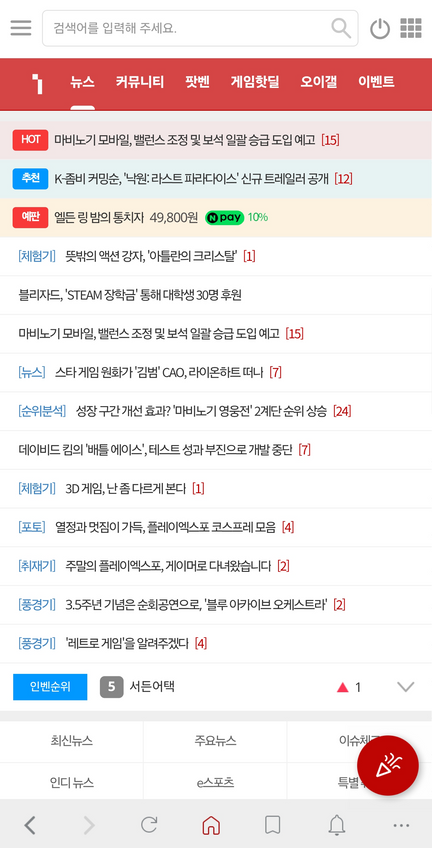 검색어를 입력해 주세요.
뉴스 커뮤니티 팟벤 게임핫딜 오이갤 이벤트
HOT 마비노기 모바일, 밸런스 조정 및 보석 일괄 승급 도입 예고 [15]
추천 K-좀비 커밍순, '낙원: 라스트 파라다이스' 신규 트레일러 공개 [12]
예판 엘든 링 밤의 통치자 49,800원 N pay 10%
[체험기] 뜻밖의 액션 강자, '아틀란의 크리스탈' [1]
블리자드, 'STEAM 장학금' 통해 대학생 30명 후원
마비노기 모바일, 밸런스 조정 및 보석 일괄 승급 도입 예고 [15]
[뉴스] 스타 게임 원화가 '김범' CAO, 라이온하트 떠나 [7]
[순위분석] 성장 구간 개선 효과? '마비노기 영웅전' 2계단 순위 상승 [24]
데이비드 킴의 '배틀 에이스', 테스트 성과 부진으로 개발 중단 [7]
[체험기] 3D 게임, 난 좀 다르게 본다 [1]
[포토] 열정과 멋짐이 가득, 플레이엑스포 코스프레 모음 [4]
[취재기] 주말의 플레이엑스포, 게이머로 다녀왔습니다 [2]
[풍경기] 3.5주년 기념은 순회공연으로, '블루 아카이브 오케스트라' [2]
[풍경기] '레트로 게임'을 알려주겠다 [4]
인벤순위 5 서든어택 ▲ 1
최신뉴스 주요뉴스
인디 뉴스 e스포츠